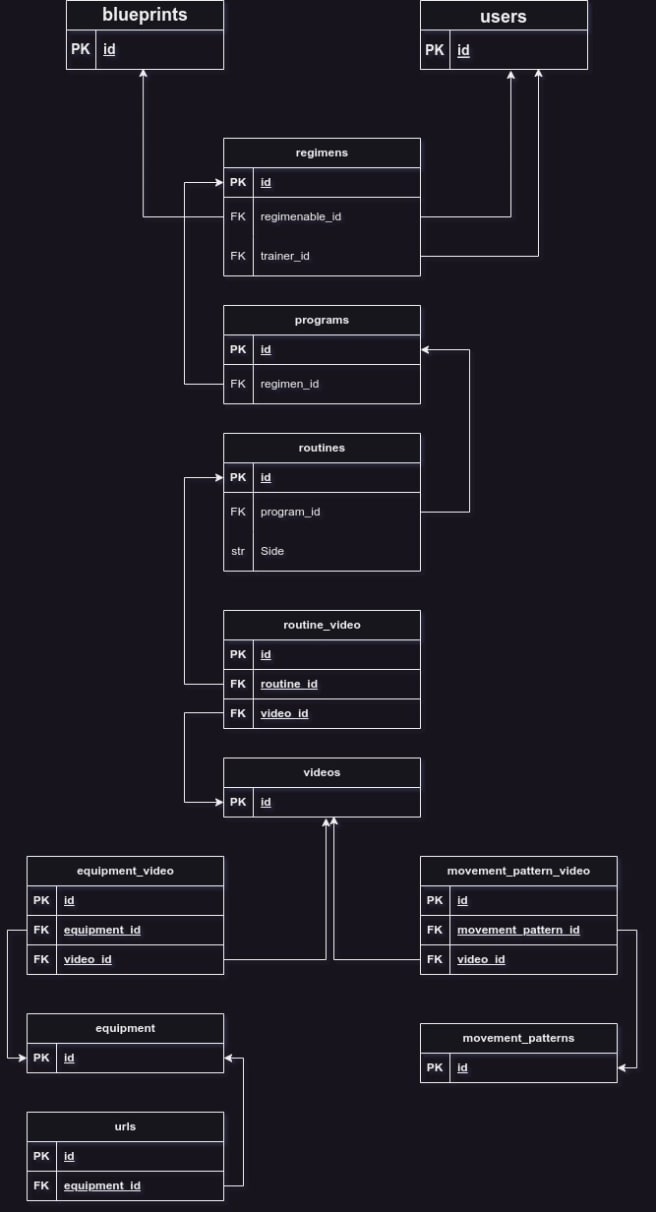 blueprints
PK id
users
PK id
regimens
PK id
FK regimenable_id
FK trainer_id
programs
PK id
FK regimen_id
routines
PK id
FK program_id
str Side
routine_video
PK id
FK routine_id
FK video_id
videos
PK id
equipment_video
PK id
FK equipment_id
FK video_id
movement_pattern_video
PK id
FK movement_pattern_id
FK video_id
equipment
PK id
movement_patterns
PK id
urls
PK id
FK equipment_id